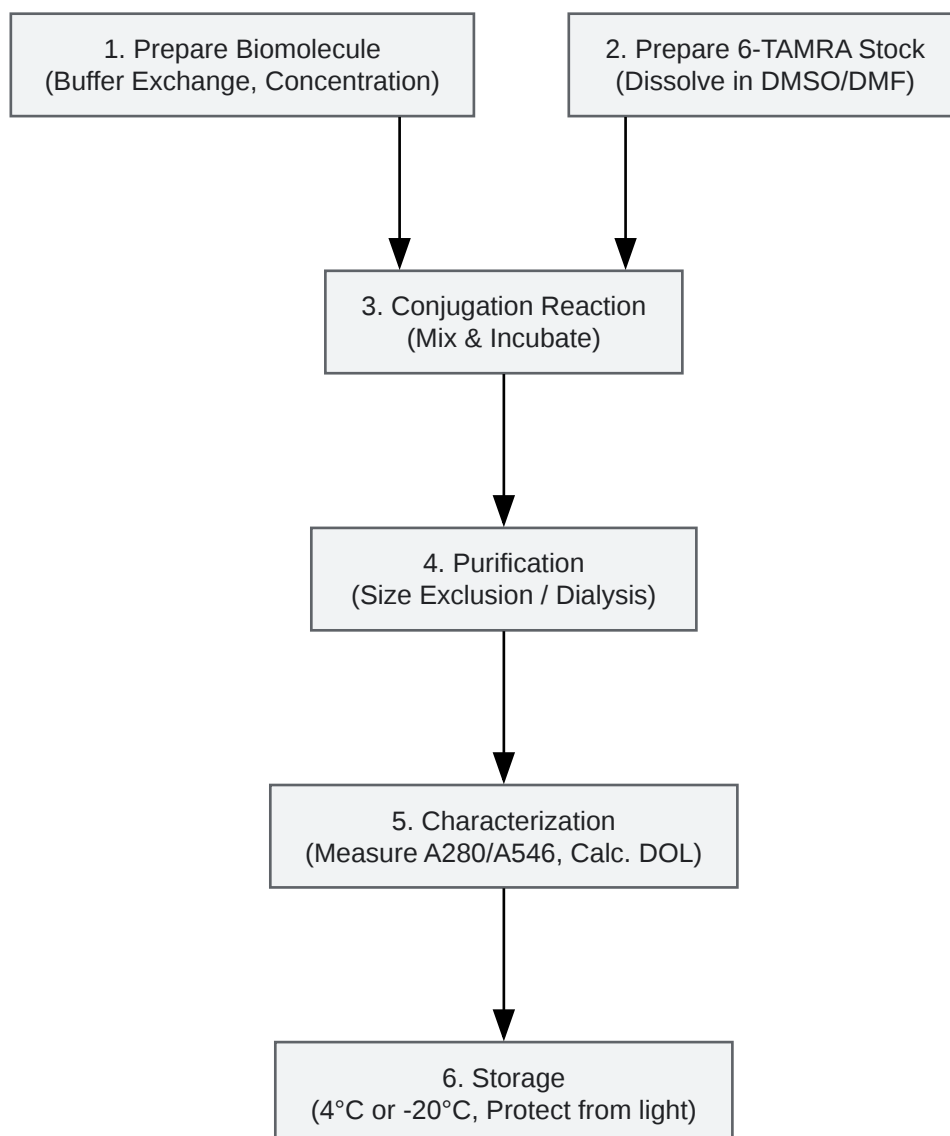 1. Prepare Biomolecule
(Buffer Exchange, Concentration)
2. Prepare 6-TAMRA Stock
(Dissolve in DMSO/DMF)
3. Conjugation Reaction
(Mix & Incubate)
4. Purification
(Size Exclusion / Dialysis)
5. Characterization
(Measure A280/A546, Calc. DOL)
6. Storage
(4°C or -20°C, Protect from light)